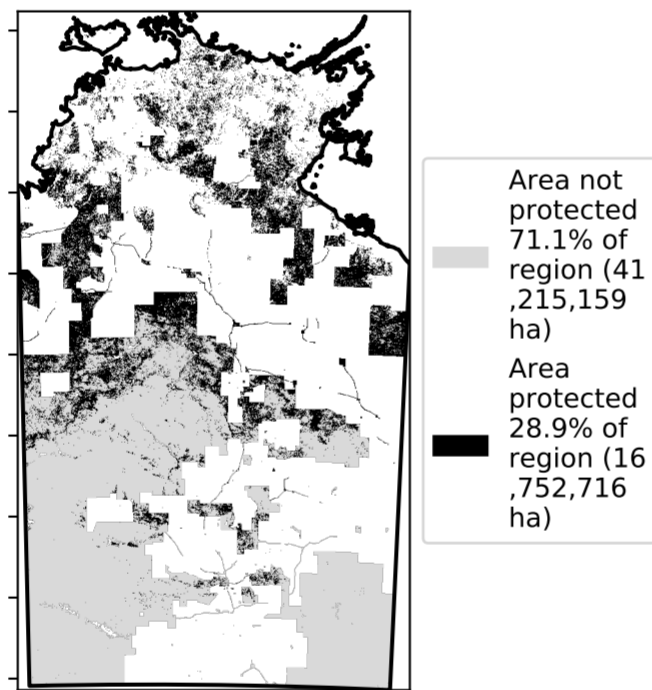 Area not
protected
71.1% of
region (41
,215,159
ha)
Area
protected
28.9% of
region (16
,752,716
ha)